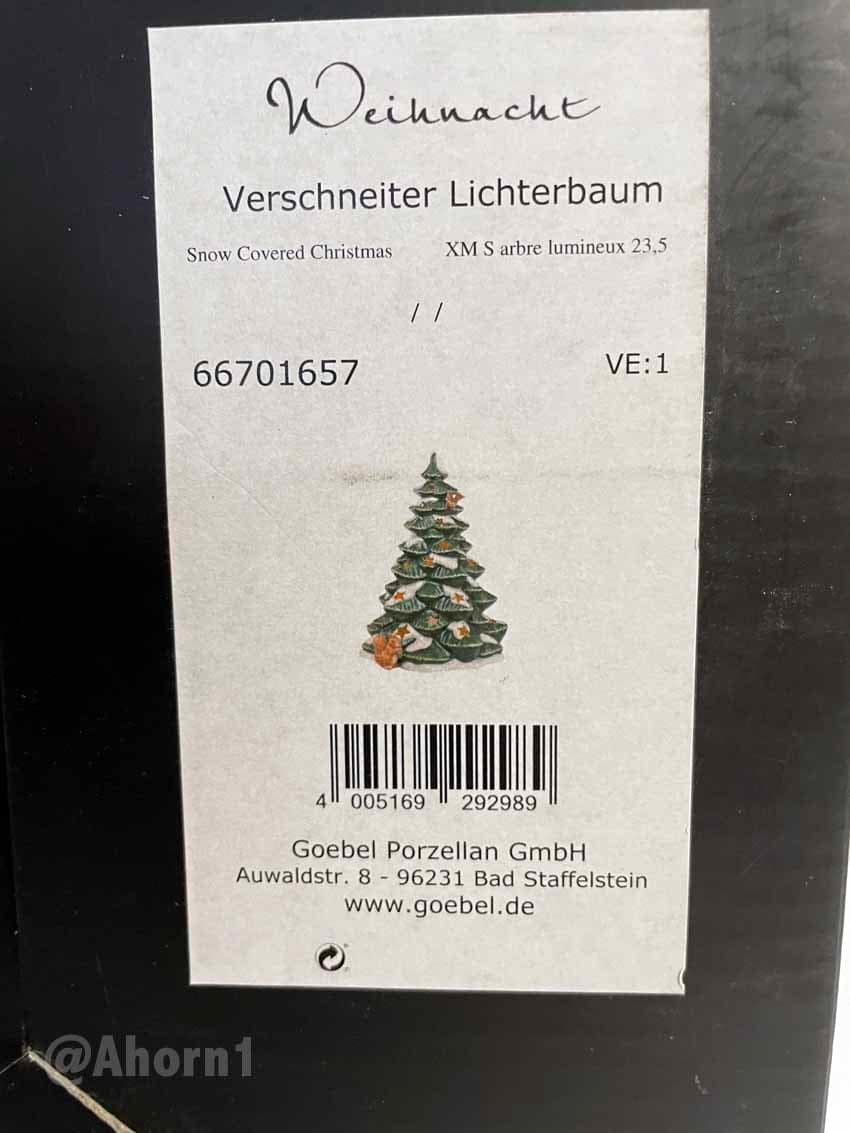 Weihnacht
Verschneiter Lichterbaum
Snow Covered Christmas XM S arbre lumineux 23,5
/ /
66701657 VE:1
4 005169 292989
Goebel Porzellan GmbH
Auwaldstr. 8 - 96231 Bad Staffelstein
www.goebel.de
@Ahorn1